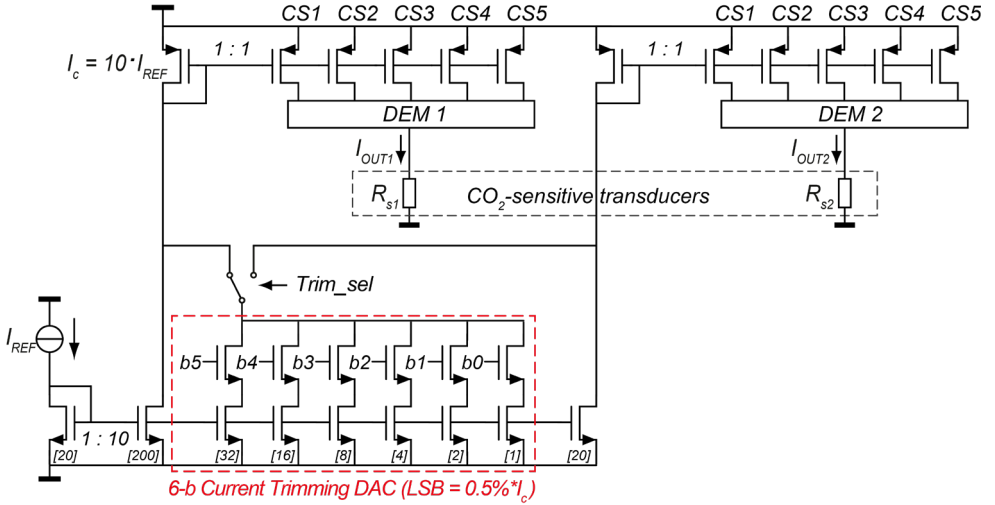 CS1 CS2 CS3 CS4 CS5 CS1 CS2 CS3 CS4 CS5
Ic = 10·IREF
1 : 1
1 : 1
DEM 1
DEM 2
IOUT1
IOUT2
Rs1
CO2-sensitive transducers
Rs2
Trim_sel
IREF
b5 b4 b3 b2 b1 b0
1 : 10
[20] [200] [32] [16] [8] [4] [2] [1] [20]
6-b Current Trimming DAC (LSB = 0.5%*Ic)